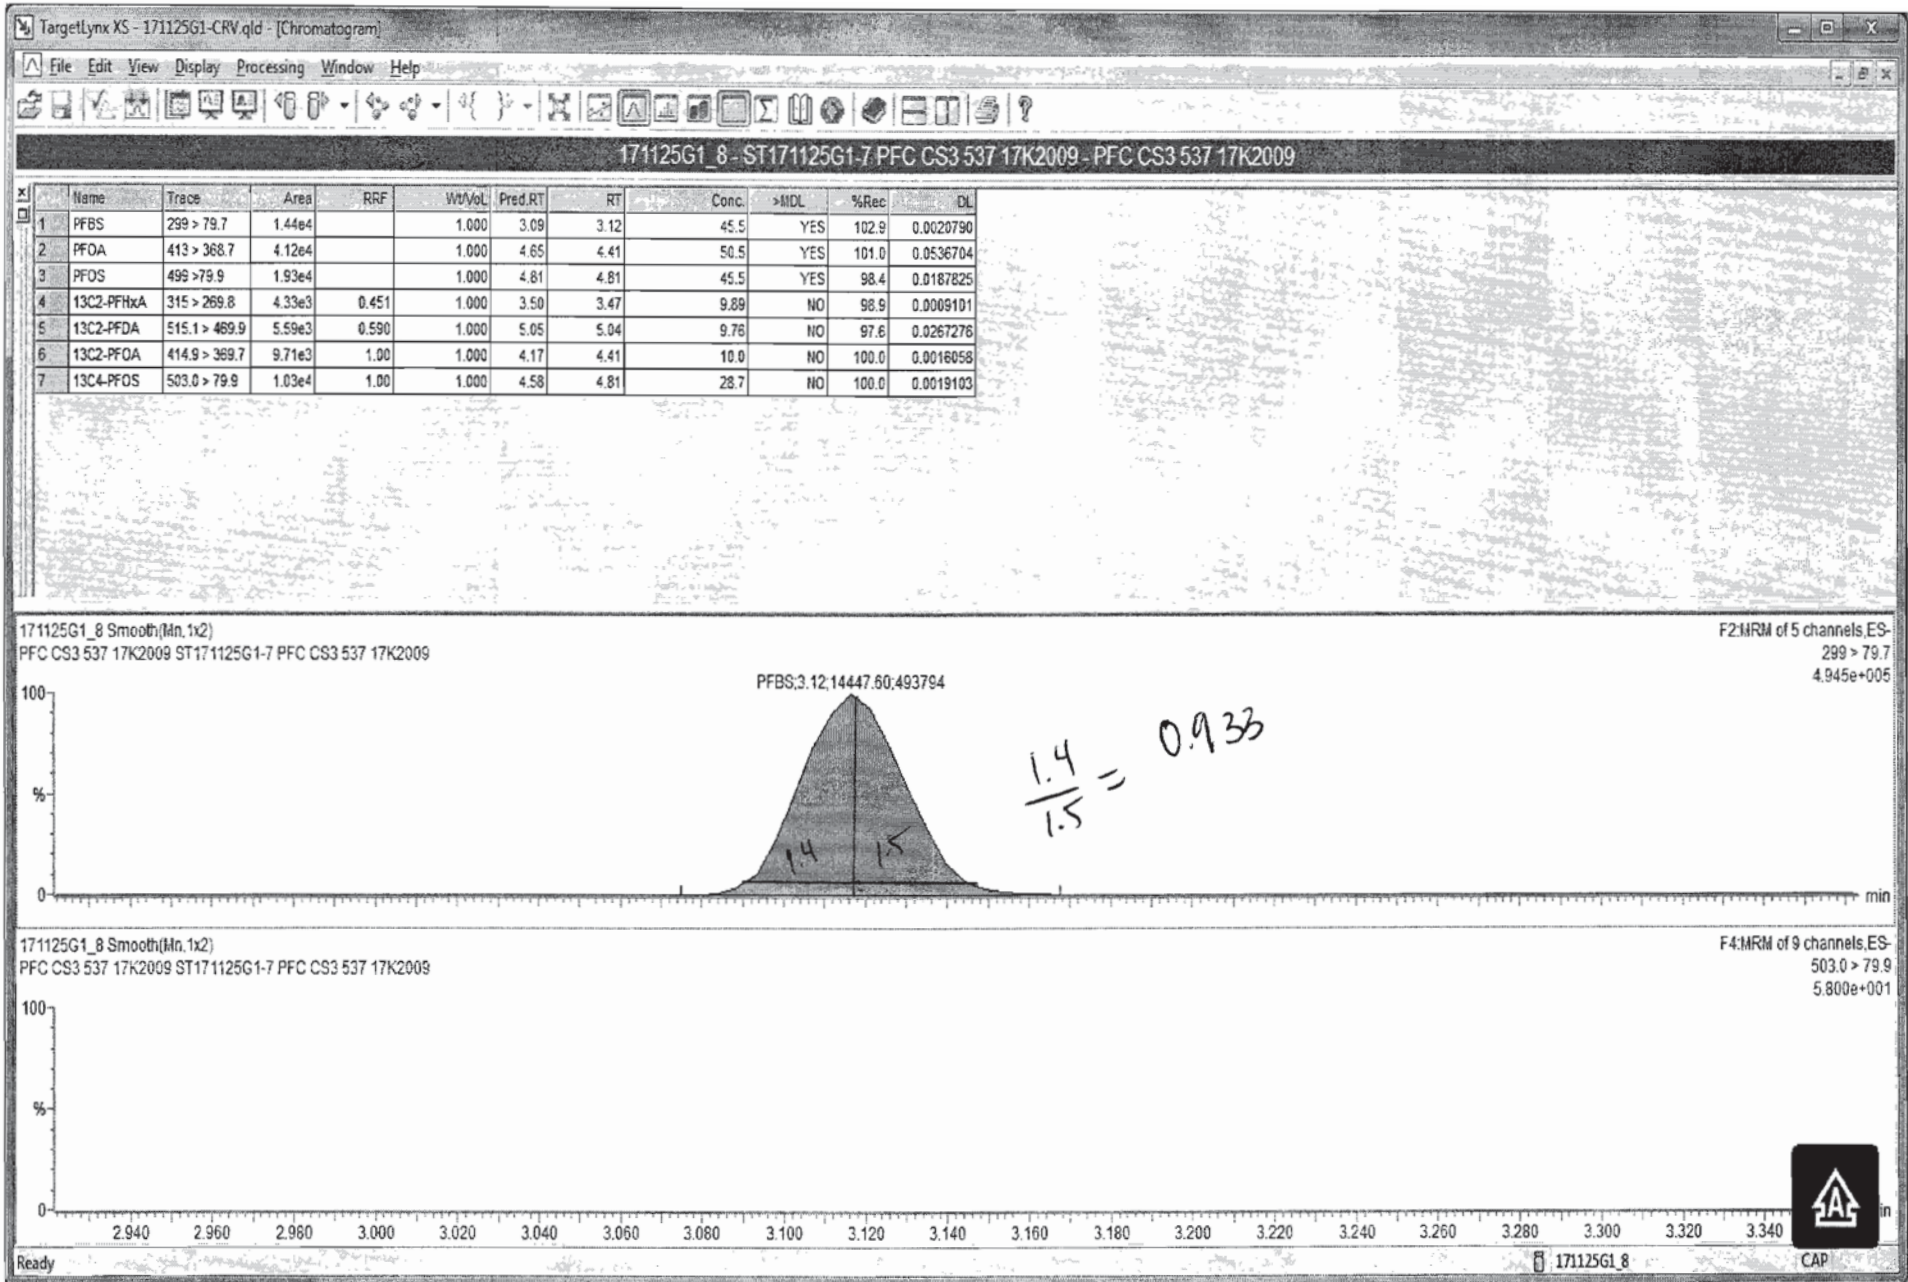 TargetLynx XS - 171125G1-CRV.qld - [Chromatogram]
File Edit View Display Processing Window Help
171125G1_8 - ST171125G1-7 PFC CS3 537 17K2009 - PFC CS3 537 17K2009
Name Trace Area RRF Wt/Vol. Pred.RT RT Conc. >MDL %Rec DL
1 PFBS 299 > 79.7 1.44e4 1.000 3.09 3.12 45.5 YES 102.9 0.0020790
2 PFOA 413 > 368.7 4.12e4 1.000 4.65 4.41 50.5 YES 101.0 0.0536704
3 PFOS 499 >79.9 1.93e4 1.000 4.81 4.81 45.5 YES 98.4 0.0187825
4 13C2-PFHxA 315 > 269.8 4.33e3 0.451 1.000 3.50 3.47 9.89 NO 98.9 0.0009101
5 13C2-PFDA 515.1 > 469.9 5.59e3 0.590 1.000 5.05 5.04 9.76 NO 97.6 0.0267276
6 13C2-PFOA 414.9 > 369.7 9.71e3 1.00 1.000 4.17 4.41 10.0 NO 100.0 0.0016058
7 13C4-PFOS 503.0 > 79.9 1.03e4 1.00 1.000 4.58 4.81 28.7 NO 100.0 0.0019103
171125G1_8 Smooth(Mn,1x2)
PFC CS3 537 17K2009 ST171125G1-7 PFC CS3 537 17K2009
F2:MRM of 5 channels,ES-
299 > 79.7
4.945e+005
PFBS;3.12;14447.60;493794
100
%
0
min
1.4 1.5
1.4
1.5
= 0.933
171125G1_8 Smooth(Mn,1x2)
PFC CS3 537 17K2009 ST171125G1-7 PFC CS3 537 17K2009
F4:MRM of 9 channels,ES-
503.0 > 79.9
5.800e+001
100
%
0
2.940 2.960 2.980 3.000 3.020 3.040 3.060 3.080 3.100 3.120 3.140 3.160 3.180 3.200 3.220 3.240 3.260 3.280 3.300 3.320 3.340
Ready
171125G1_8
A
CAP